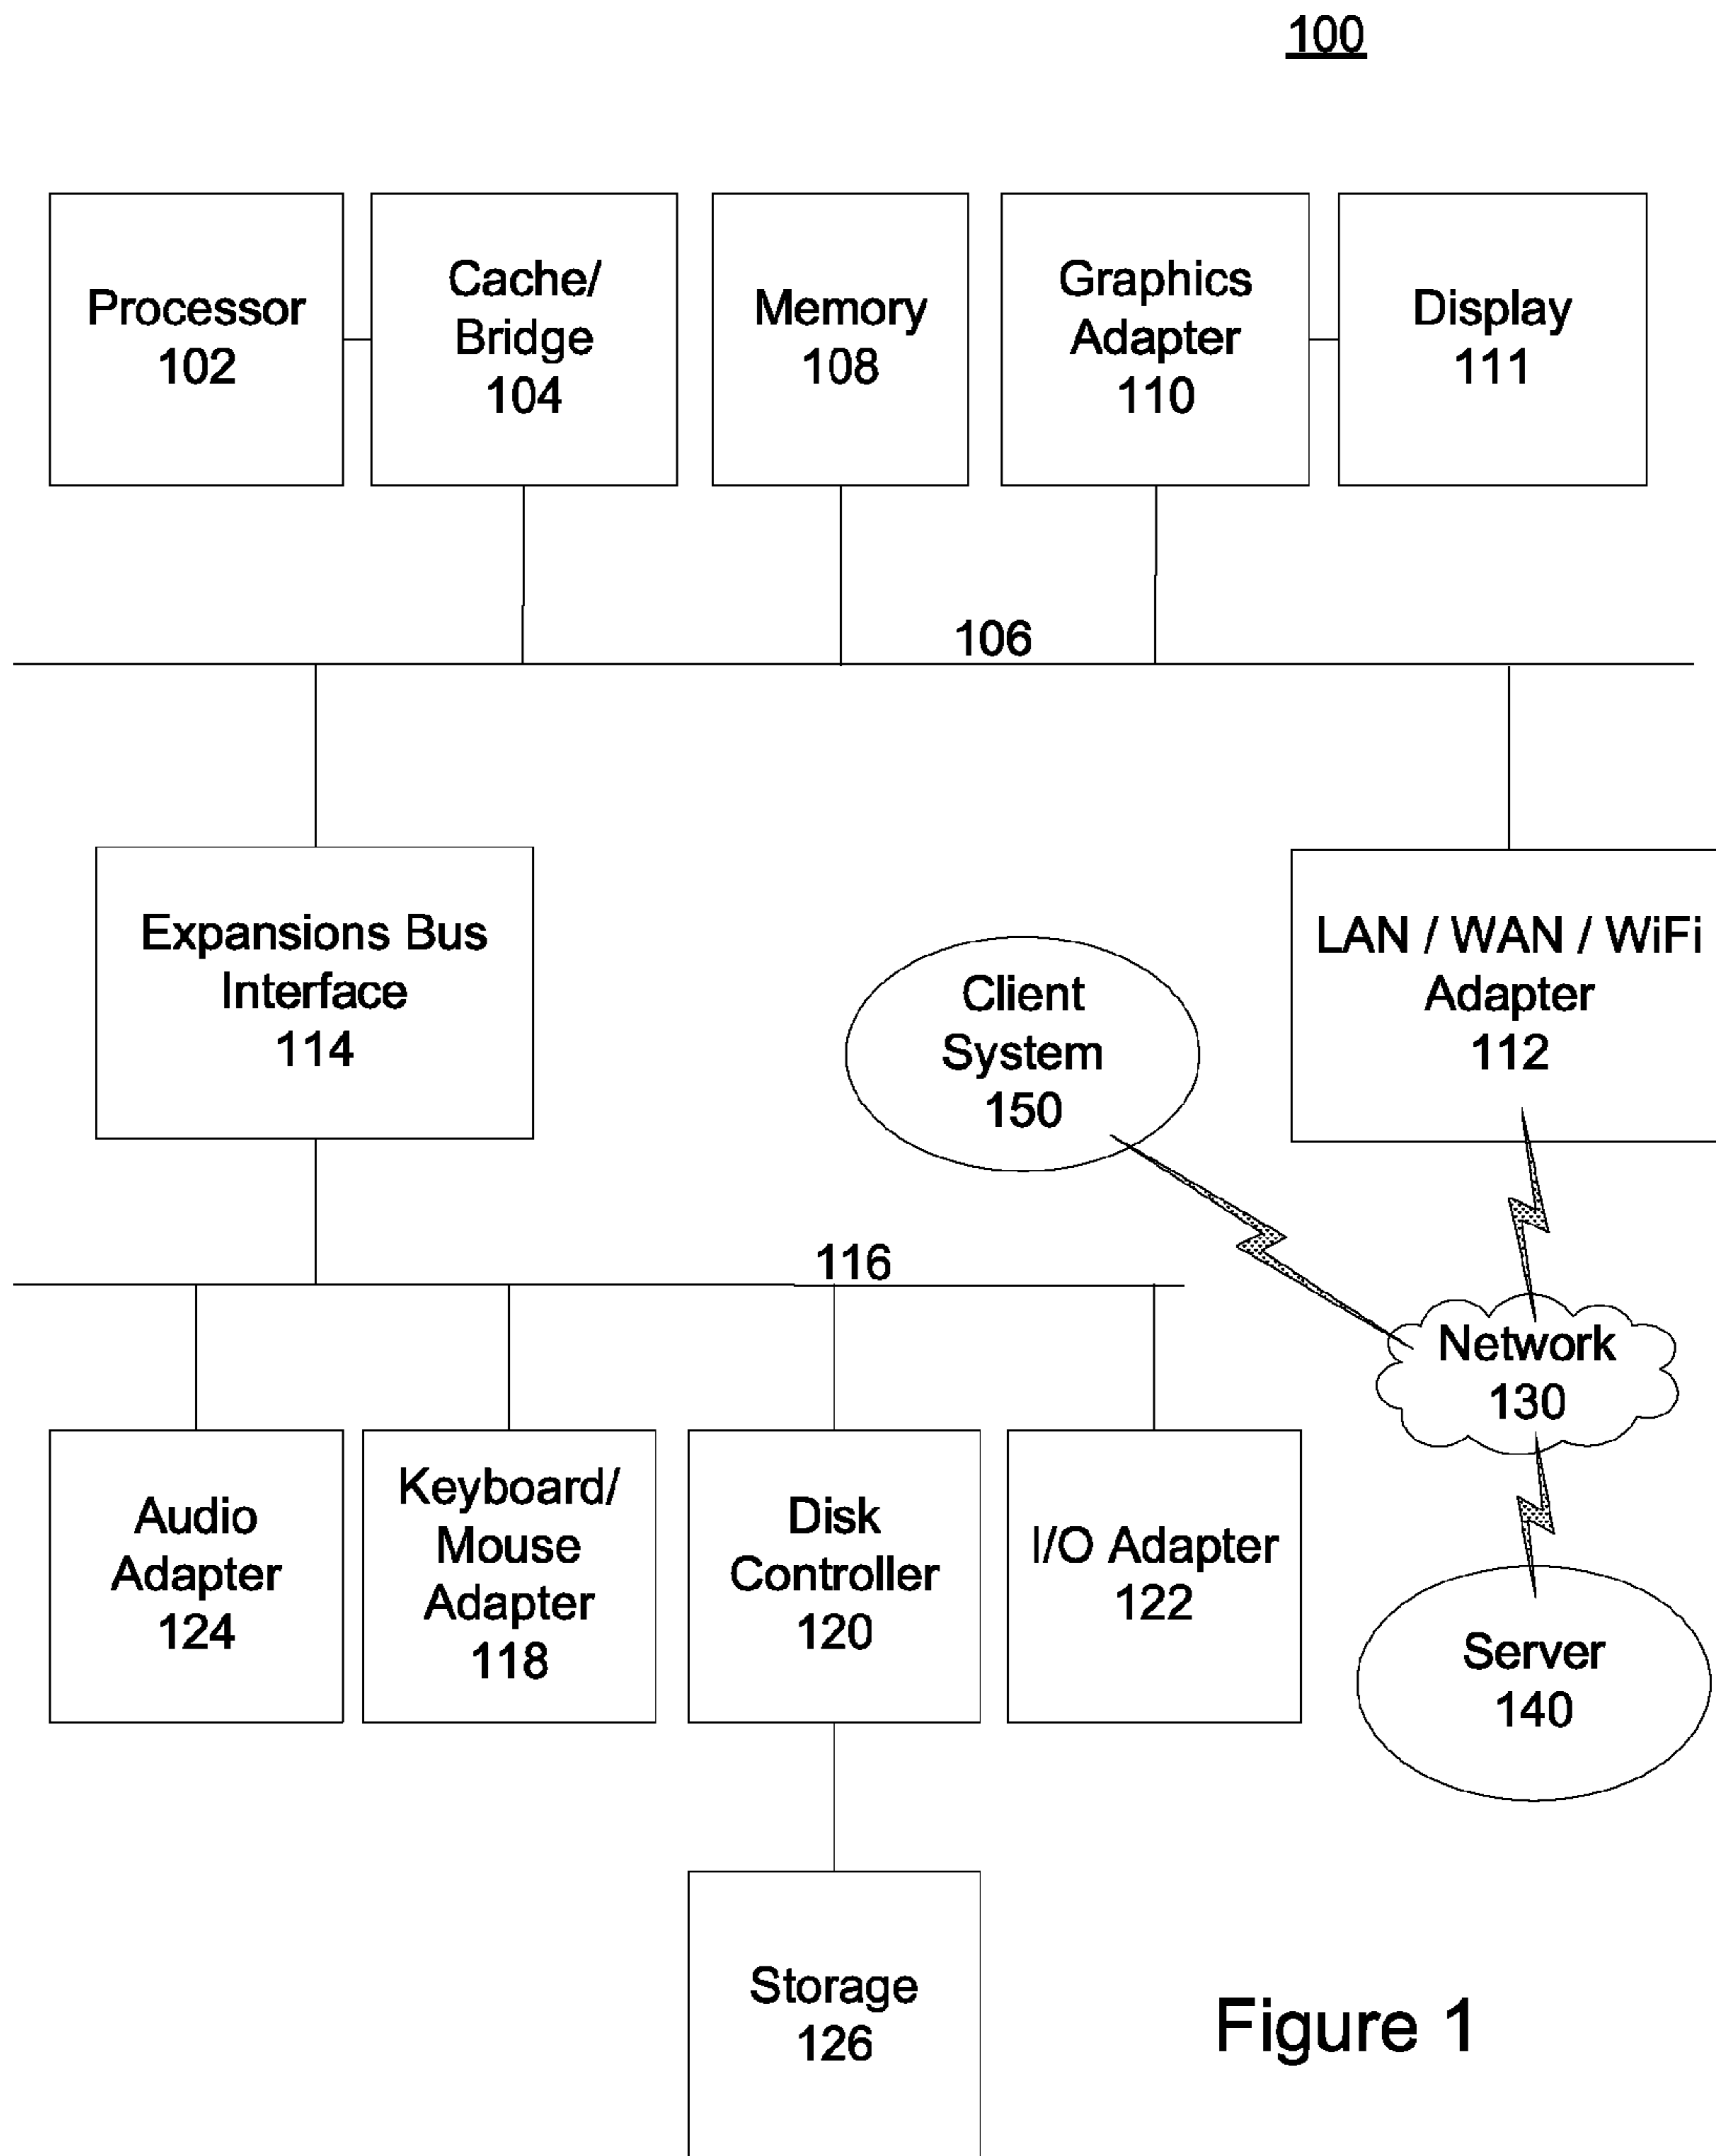 100
Processor
102
Cache/
Bridge
104
Memory
108
Graphics
Adapter
110
Display
111
106
Expansions Bus
Interface
114
Client
System
150
LAN / WAN / WiFi
Adapter
112
116
Network
130
Audio
Adapter
124
Keyboard/
Mouse
Adapter
118
Disk
Controller
120
I/O Adapter
122
Server
140
Storage
126
Figure 1